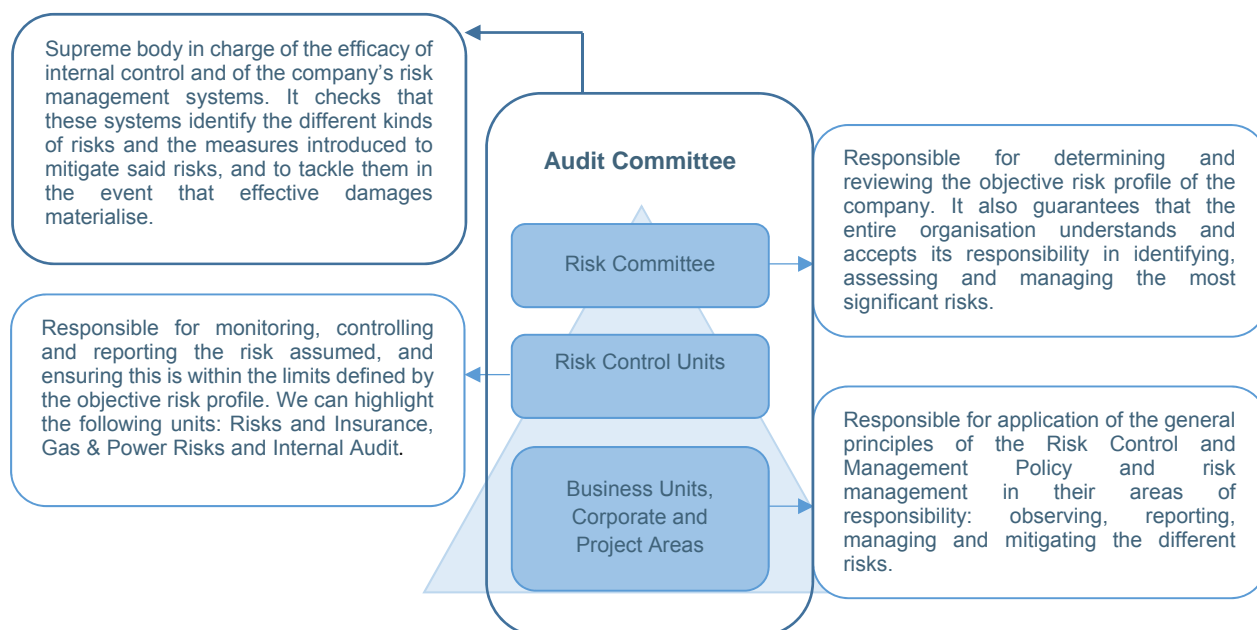 Supreme body in charge of the efficacy of
internal control and of the company’s risk
management systems. It checks that
these systems identify the different kinds
of risks and the measures introduced to
mitigate said risks, and to tackle them in
the event that effective damages
materialise.
Audit Committee
Risk Committee
Responsible for determining and
reviewing the objective risk profile of the
company. It also guarantees that the
entire organisation understands and
accepts its responsibility in identifying,
assessing and managing the most
significant risks.
Responsible for monitoring, controlling
and reporting the risk assumed, and
ensuring this is within the limits defined by
the objective risk profile. We can highlight
the following units: Risks and Insurance,
Gas & Power Risks and Internal Audit.
Risk Control Units
Business Units,
Corporate and
Project Areas
Responsible for application of the general
principles of the Risk Control and
Management Policy and risk
management in their areas of
responsibility: observing, reporting,
managing and mitigating the different
risks.